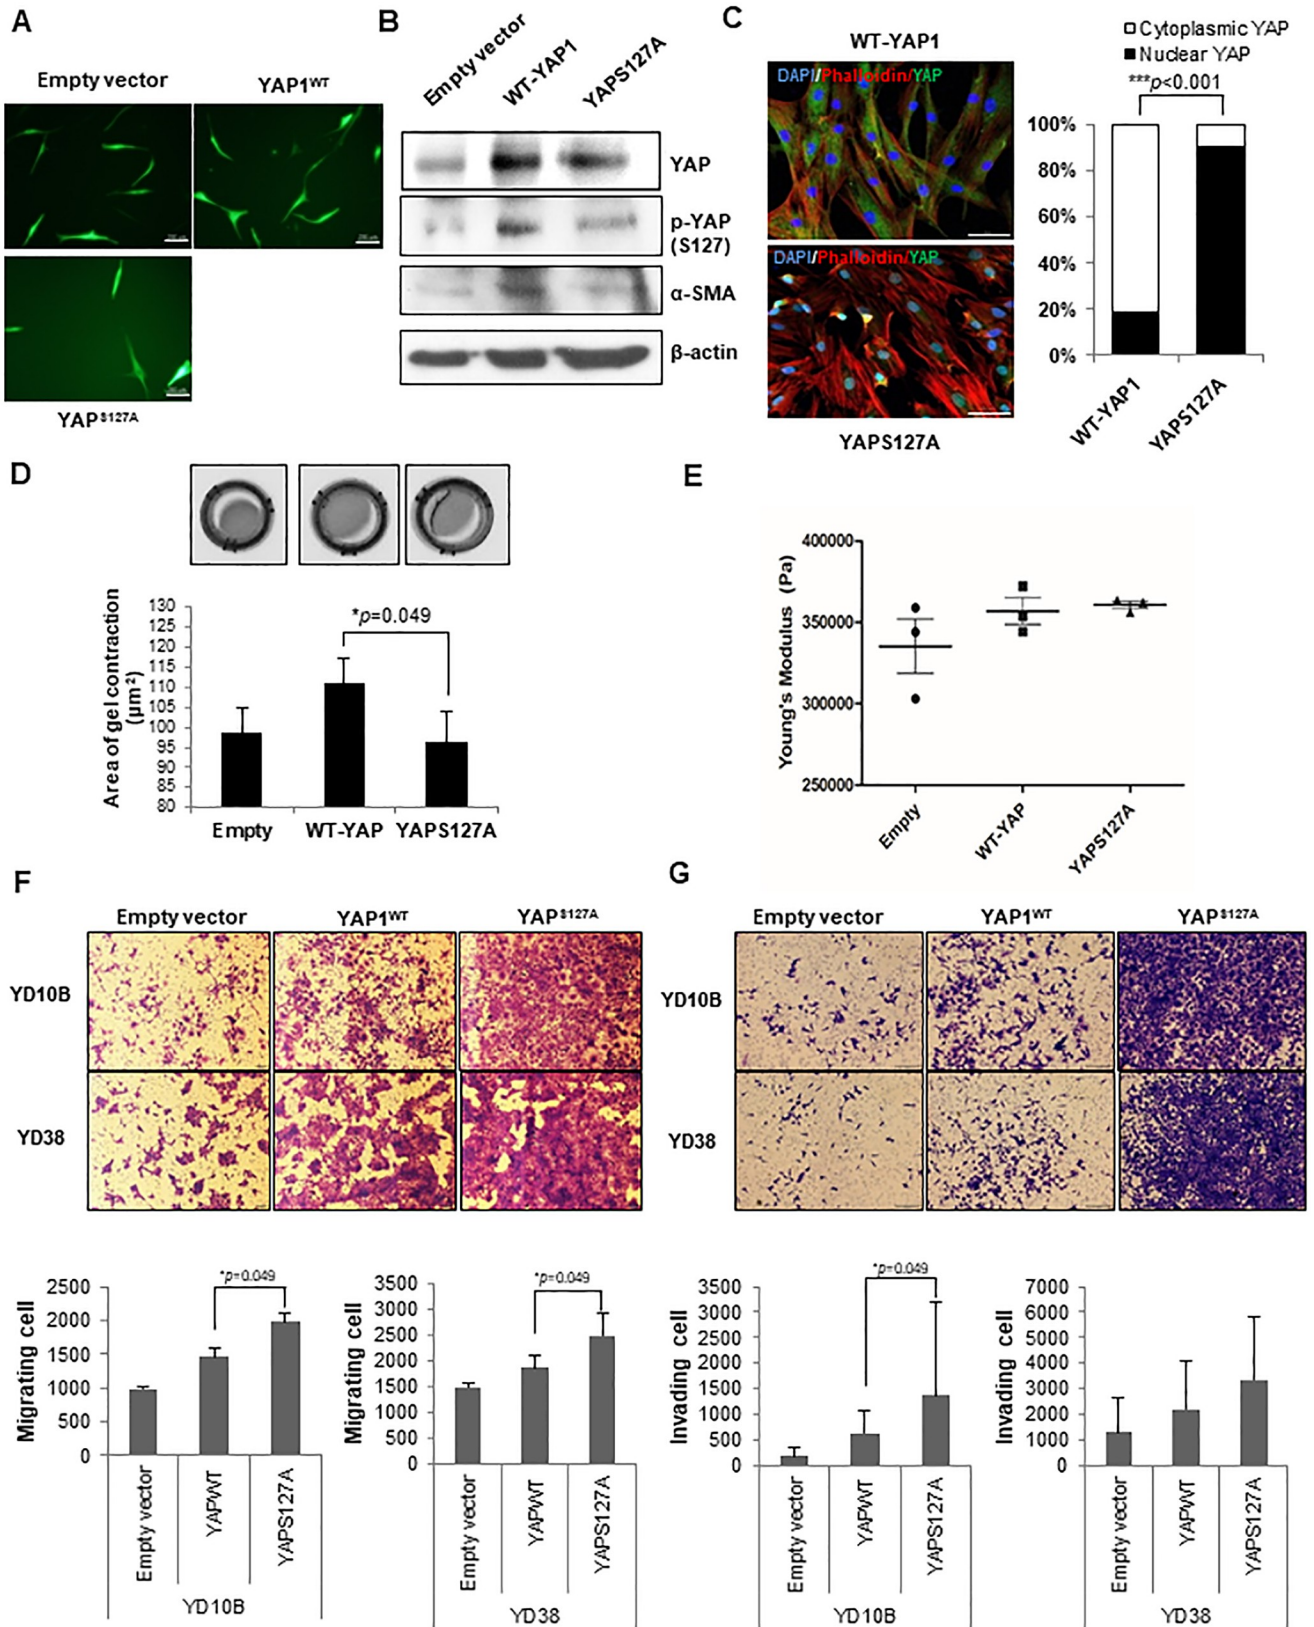 A
Empty vector
YAP1WT
YAPS127A
B
Empty vector
WT-YAP1
YAPS127A
YAP
p-YAP
(S127)
α-SMA
β-actin
C
WT-YAP1
DAPI/Phalloidin/YAP
DAPI/Phalloidin/YAP
YAPS127A
Cytoplasmic YAP
Nuclear YAP
***p<0.001
100%
80%
60%
40%
20%
0%
WT-YAP1
YAPS127A
D
Area of gel contraction
(µm²)
130
125
120
115
110
105
100
95
90
85
80
*p=0.049
Empty
WT-YAP
YAPS127A
E
Young's Modulus (Pa)
400000
350000
300000
250000
Empty
WT-YAP
YAPS127A
F
Empty vector
YAP1WT
YAPS127A
YD10B
YD38
Migrating cell
2500
2000
1500
1000
500
0
*p=0.049
Empty vector
YAPWT
YAPS127A
YD10B
Migrating cell
3500
3000
2500
2000
1500
1000
500
0
*p=0.049
Empty vector
YAPWT
YAPS127A
YD38
G
Empty vector
YAP1WT
YAPS127A
YD10B
YD38
Invading cell
3500
3000
2500
2000
1500
1000
500
0
*p=0.049
Empty vector
YAPWT
YAPS127A
YD10B
Invading cell
7000
6000
5000
4000
3000
2000
1000
0
Empty vector
YAPWT
YAPS127A
YD38